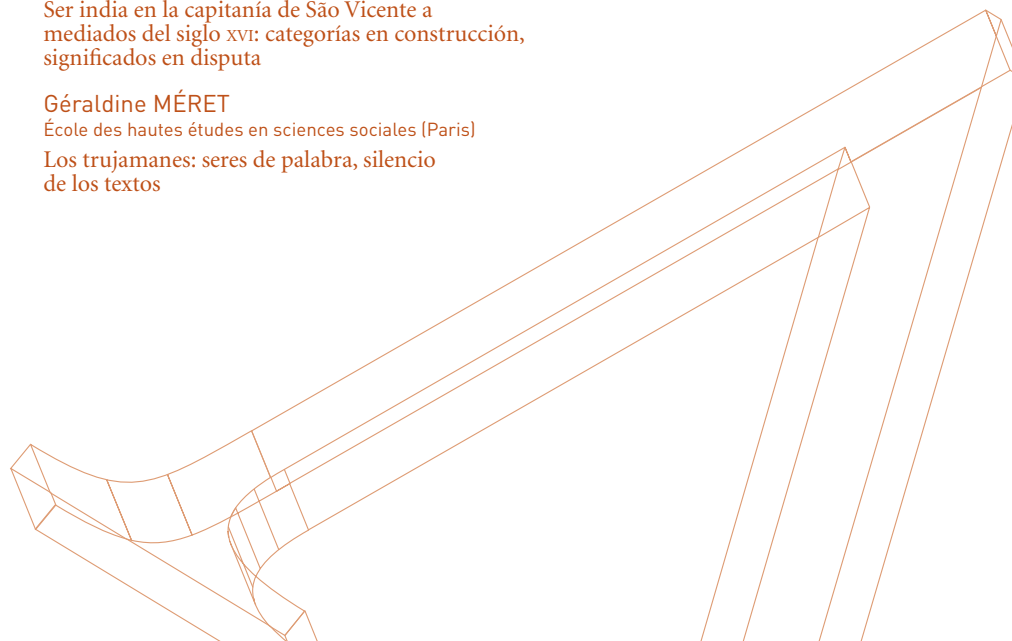 Ser india en la capitanía de São Vicente a
mediados del siglo XVI: categorías en construcción,
significados en disputa
Géraldine MÉRET
École des hautes études en sciences sociales (Paris)
Los trujamanes: seres de palabra, silencio
de los textos